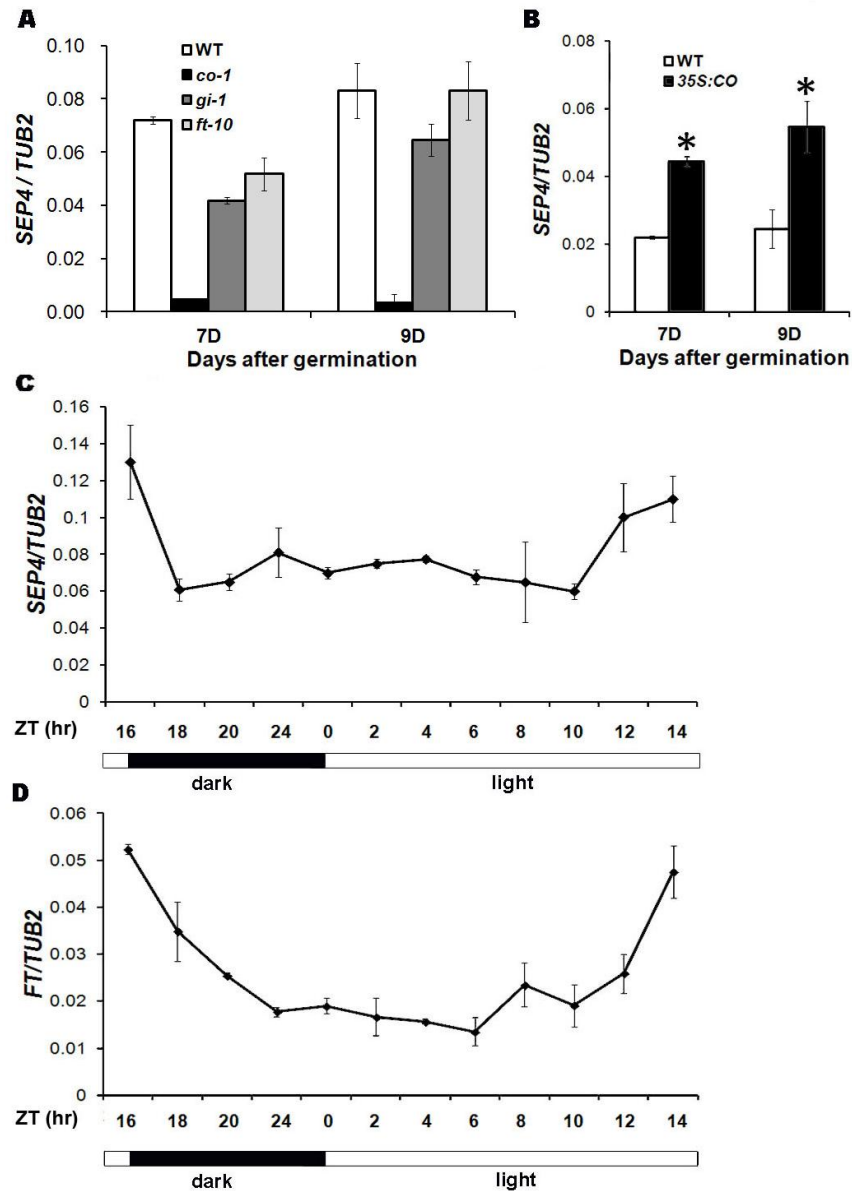 A
SEP4 / TUB2
0.10
0.08
0.06
0.04
0.02
0.00
WT
co-1
gi-1
ft-10
7D
9D
Days after germination
B
SEP4/TUB2
0.08
0.06
0.04
0.02
0
WT
35S:CO
*
*
7D
9D
Days after germination
C
SEP4/TUB2
0.16
0.14
0.12
0.1
0.08
0.06
0.04
0.02
0
ZT (hr) 16 18 20 24 0 2 4 6 8 10 12 14
dark light
D
FT/TUB2
0.06
0.05
0.04
0.03
0.02
0.01
0
ZT (hr) 16 18 20 24 0 2 4 6 8 10 12 14
dark light